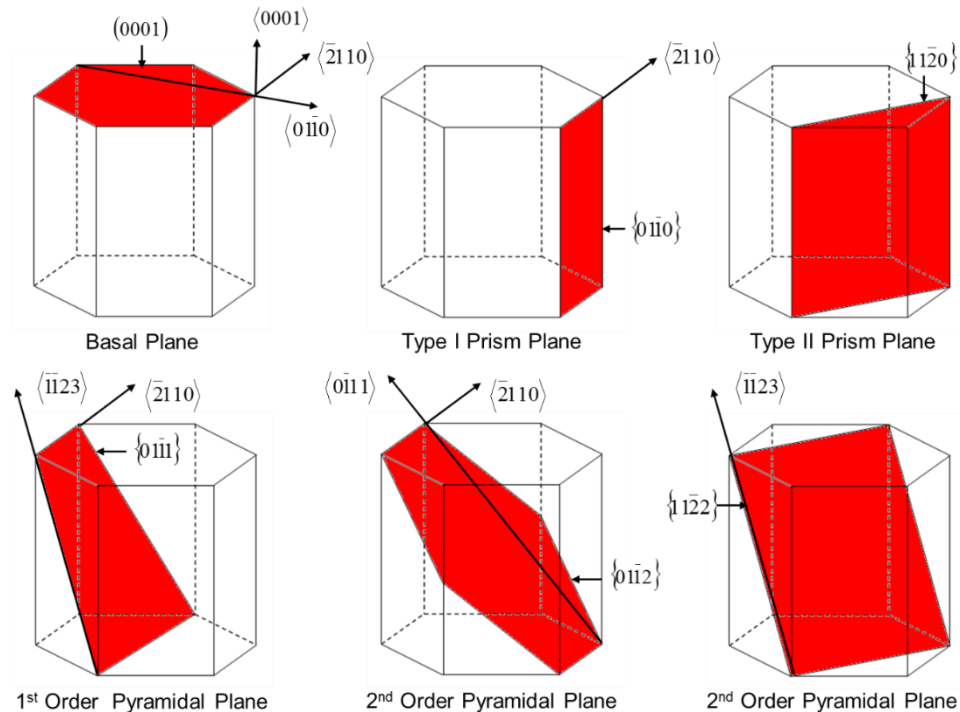 (0001)
⟨0001⟩
⟨2̅110⟩
⟨011̅0⟩
Basal Plane
⟨2̅110⟩
{011̅0}
Type I Prism Plane
{112̅0}
Type II Prism Plane
⟨1̅1̅23⟩
⟨2̅110⟩
{011̅1}
1st Order Pyramidal Plane
⟨01̅11⟩
⟨2̅110⟩
{011̅2}
2nd Order Pyramidal Plane
⟨1̅1̅23⟩
{112̅2}
2nd Order Pyramidal Plane